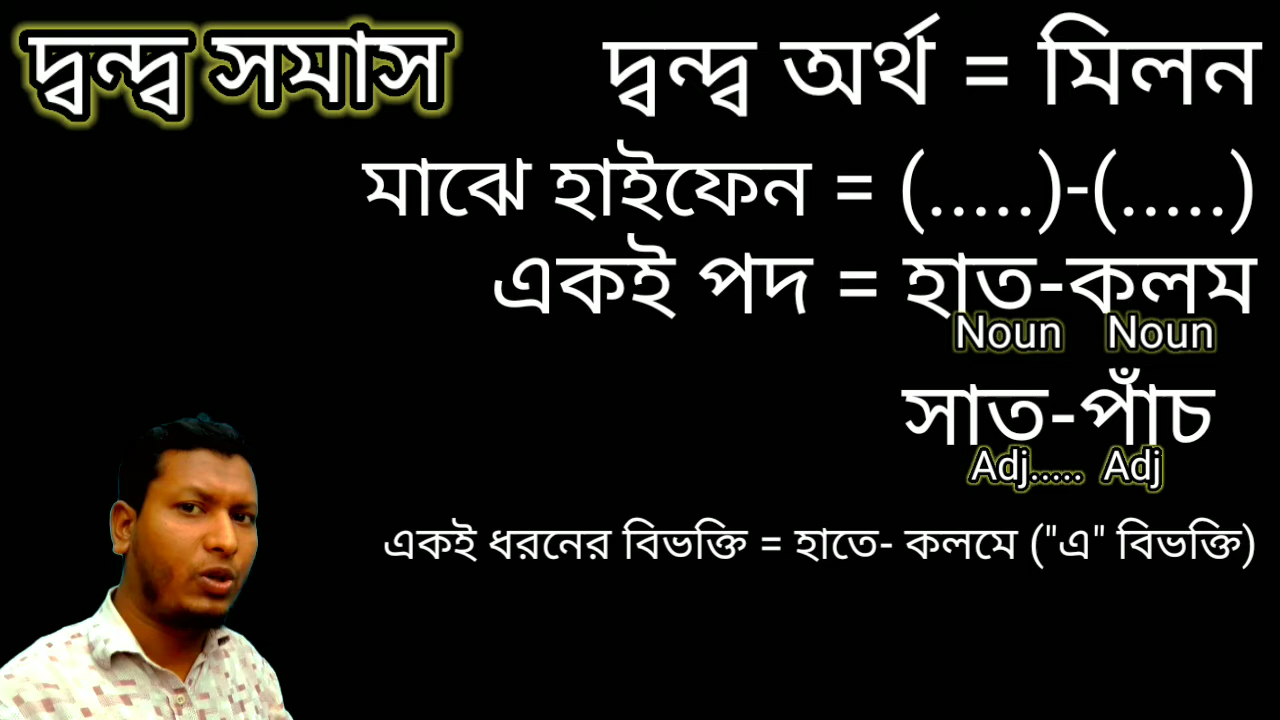 দ্বন্দ্ব সমাস
দ্বন্দ্ব অর্থ = মিলন
মাঝে হাইফেন = (.....)-(.....)
একই পদ = হাত-কলম
Noun Noun
সাত-পাঁচ
Adj..... Adj
একই ধরনের বিভক্তি = হাতে- কলমে ("এ" বিভক্তি)